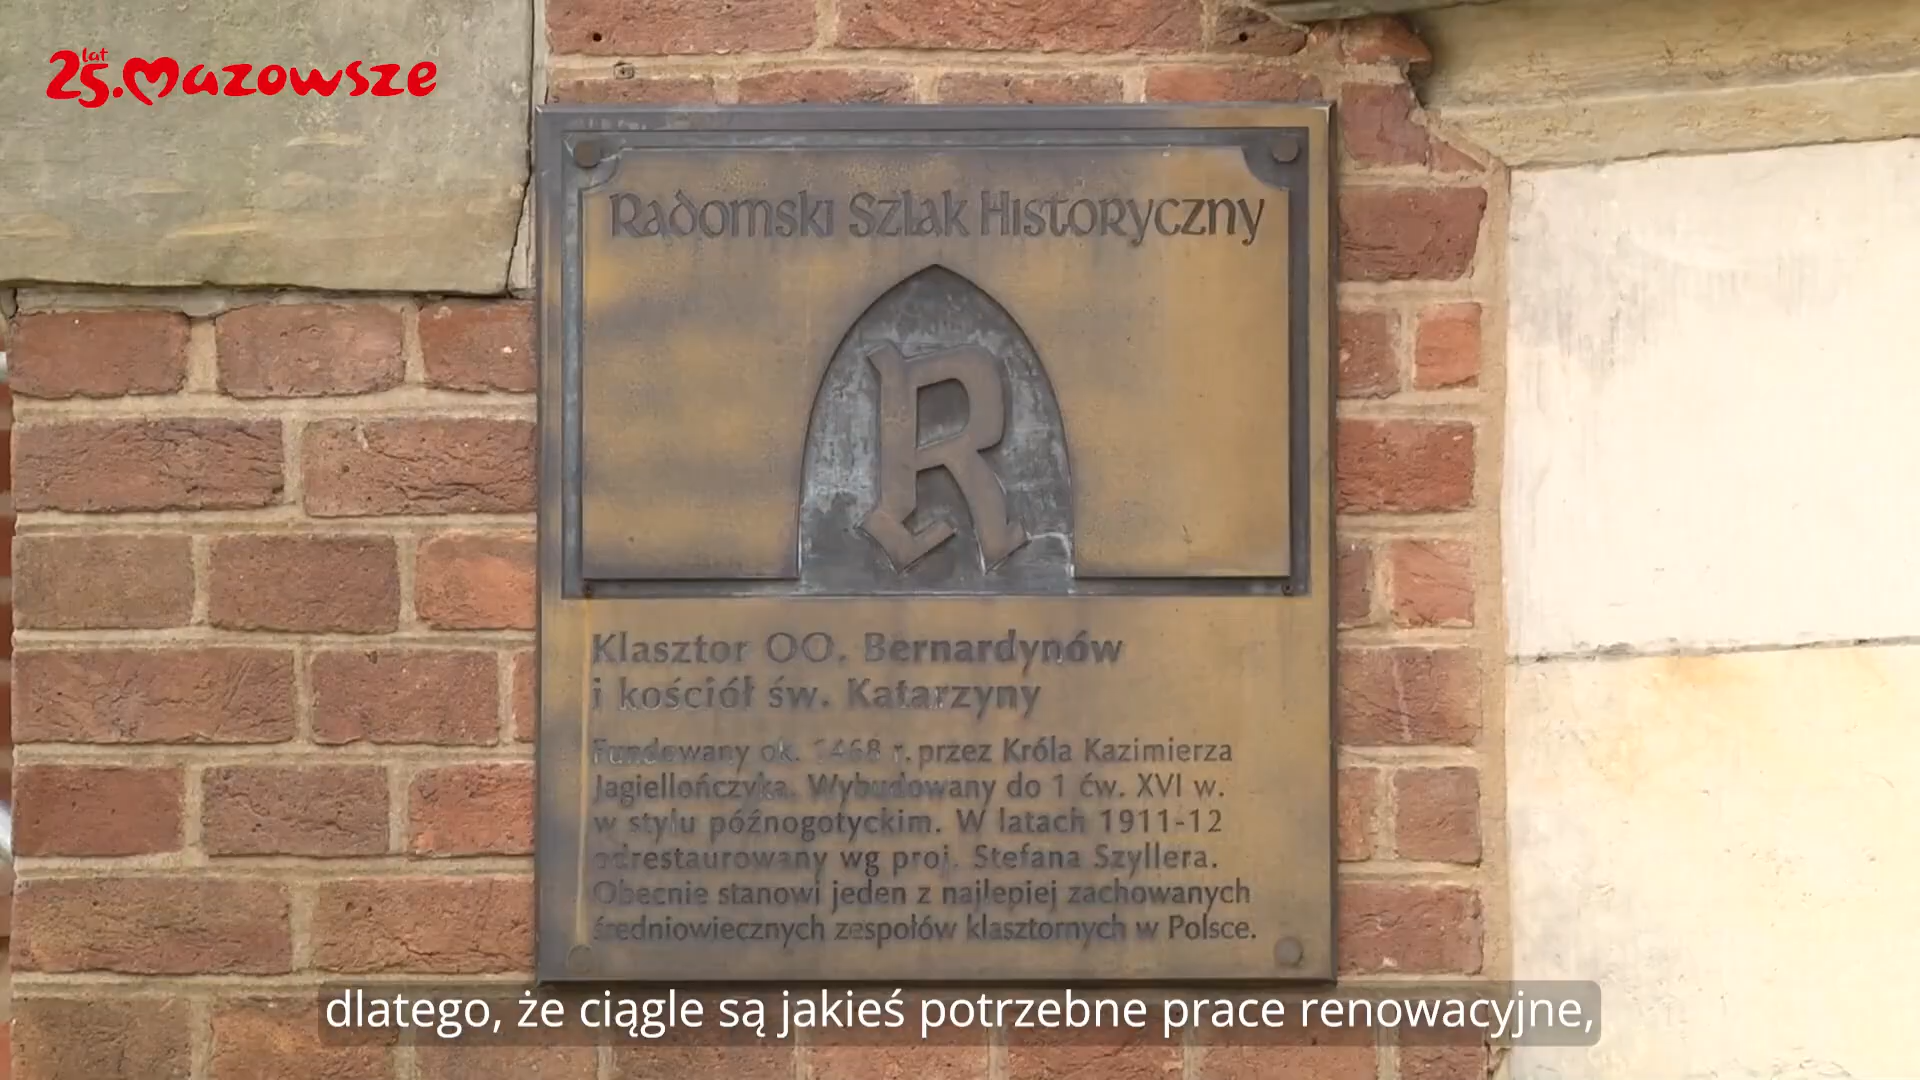 25 lat. Mazowsze
Radomski Szlak Historyczny
R
Klasztor OO. Bernardynów
i kościół św. Katarzyny
Fundowany ok. 1468 r. przez Króla Kazimierza
Jagiellończyka. Wybudowany do 1 ćw. XVI w.
w stylu późnogotyckim. W latach 1911-12
odrestaurowany wg proj. Stefana Szyllera.
Obecnie stanowi jeden z najlepiej zachowanych
średniowiecznych zespołów klasztornych w Polsce.
dlatego, że ciągle są jakieś potrzebne prace renowacyjne,